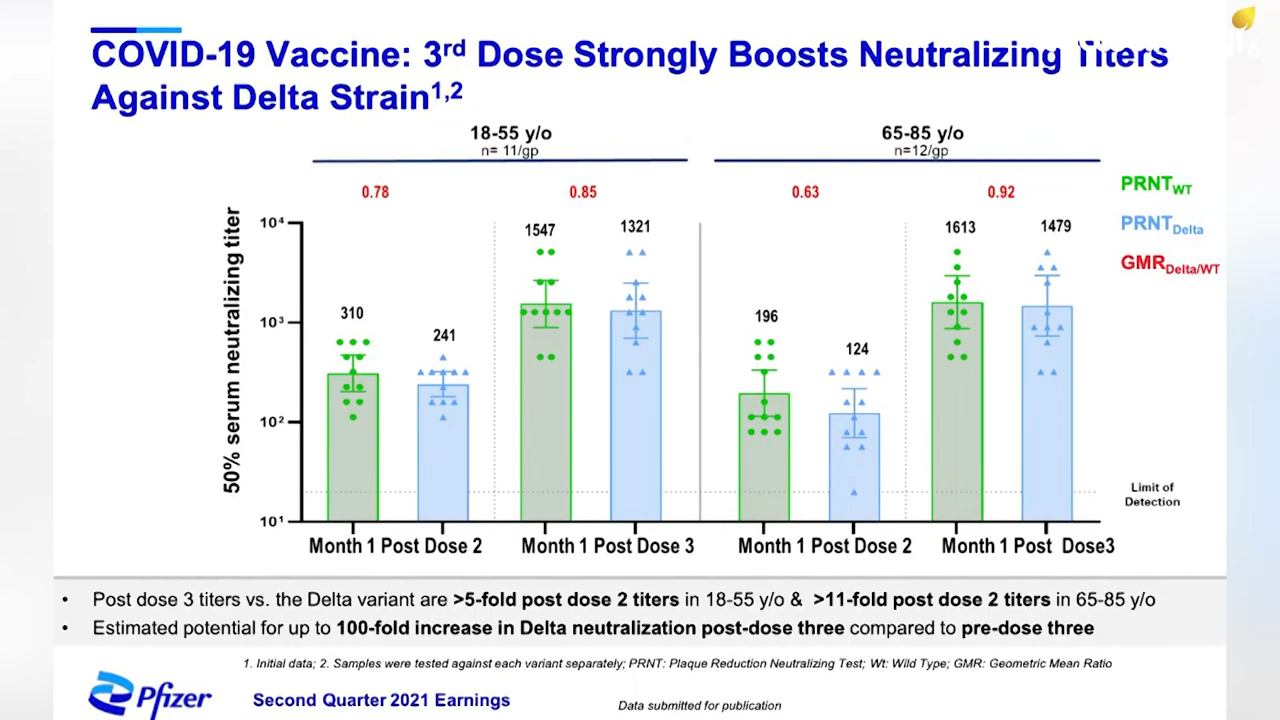 COVID-19 Vaccine: 3rd Dose Strongly Boosts Neutralizing Titers
Against Delta Strain1,2
18-55 y/o
n= 11/gp
65-85 y/o
n=12/gp
0.78
0.85
0.63
0.92
PRNTWT
PRNTDelta
GMRDelta/WT
50% serum neutralizing titer
10⁴
10³
10²
10¹
310
241
1547
1321
196
124
1613
1479
Limit of
Detection
Month 1 Post Dose 2
Month 1 Post Dose 3
Month 1 Post Dose 2
Month 1 Post Dose3
• Post dose 3 titers vs. the Delta variant are >5-fold post dose 2 titers in 18-55 y/o & >11-fold post dose 2 titers in 65-85 y/o
• Estimated potential for up to 100-fold increase in Delta neutralization post-dose three compared to pre-dose three
1. Initial data; 2. Samples were tested against each variant separately; PRNT: Plaque Reduction Neutralizing Test; Wt: Wild Type; GMR: Geometric Mean Ratio
Pfizer
Second Quarter 2021 Earnings
Data submitted for publication